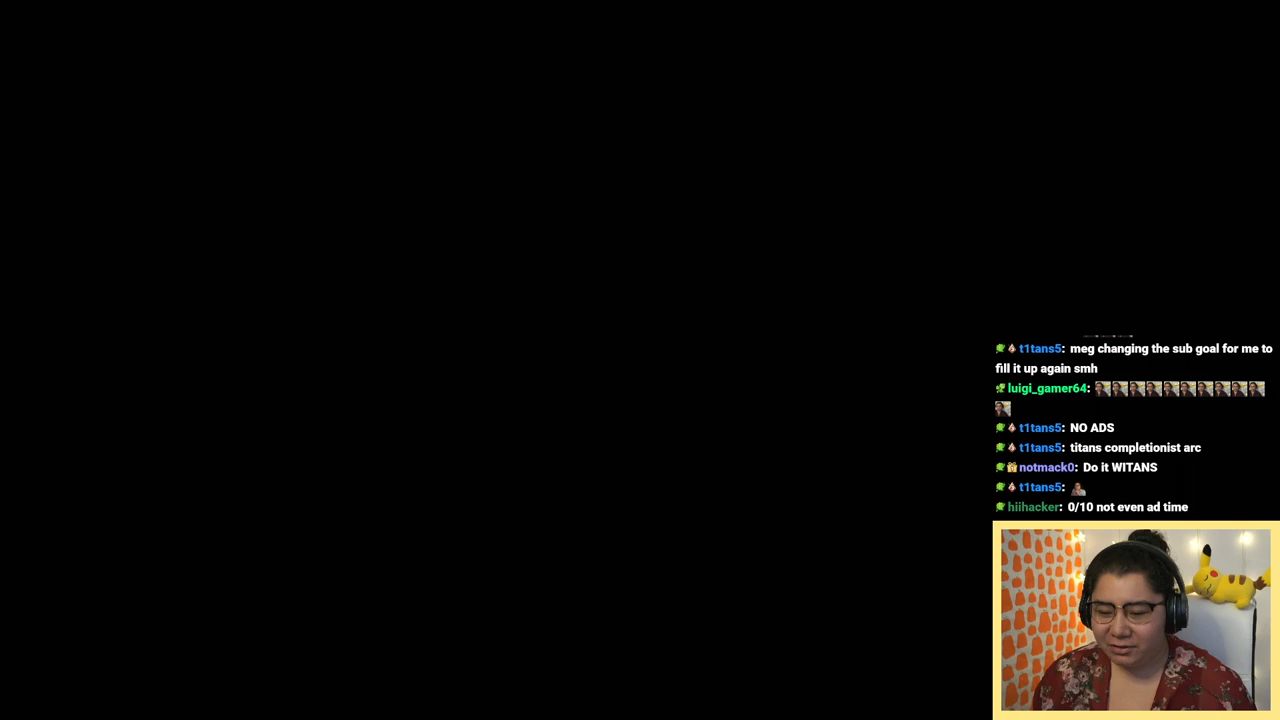 t1tans5: meg changing the sub goal for me to
fill it up again smh
luigi_gamer64:
t1tans5: NO ADS
t1tans5: titans completionist arc
notmack0: Do it WITANS
t1tans5:
hiihacker: 0/10 not even ad time